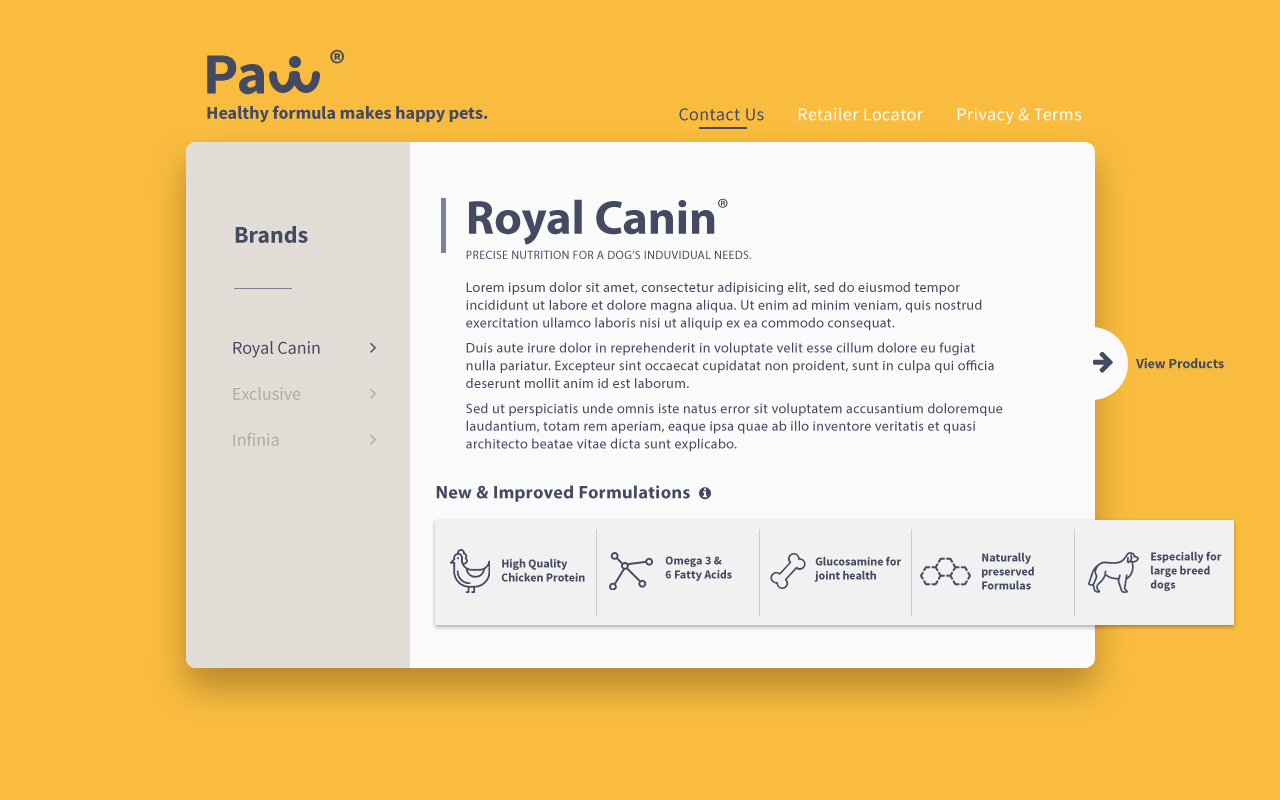 Paw ®
Healthy formula makes happy pets.
Contact Us Retailer Locator Privacy & Terms
Brands
Royal Canin
Exclusive
Infinia
Royal Canin®
PRECISE NUTRITION FOR A DOG'S INDUVIDUAL NEEDS.
Lorem ipsum dolor sit amet, consectetur adipisicing elit, sed do eiusmod tempor
incididunt ut labore et dolore magna aliqua. Ut enim ad minim veniam, quis nostrud
exercitation ullamco laboris nisi ut aliquip ex ea commodo consequat.
Duis aute irure dolor in reprehenderit in voluptate velit esse cillum dolore eu fugiat
nulla pariatur. Excepteur sint occaecat cupidatat non proident, sunt in culpa qui officia
deserunt mollit anim id est laborum.
Sed ut perspiciatis unde omnis iste natus error sit voluptatem accusantium doloremque
laudantium, totam rem aperiam, eaque ipsa quae ab illo inventore veritatis et quasi
architecto beatae vitae dicta sunt explicabo.
View Products
New & Improved Formulations
High Quality
Chicken Protein
Omega 3 &
6 Fatty Acids
Glucosamine for
joint health
Naturally
preserved
Formulas
Especially for
large breed
dogs